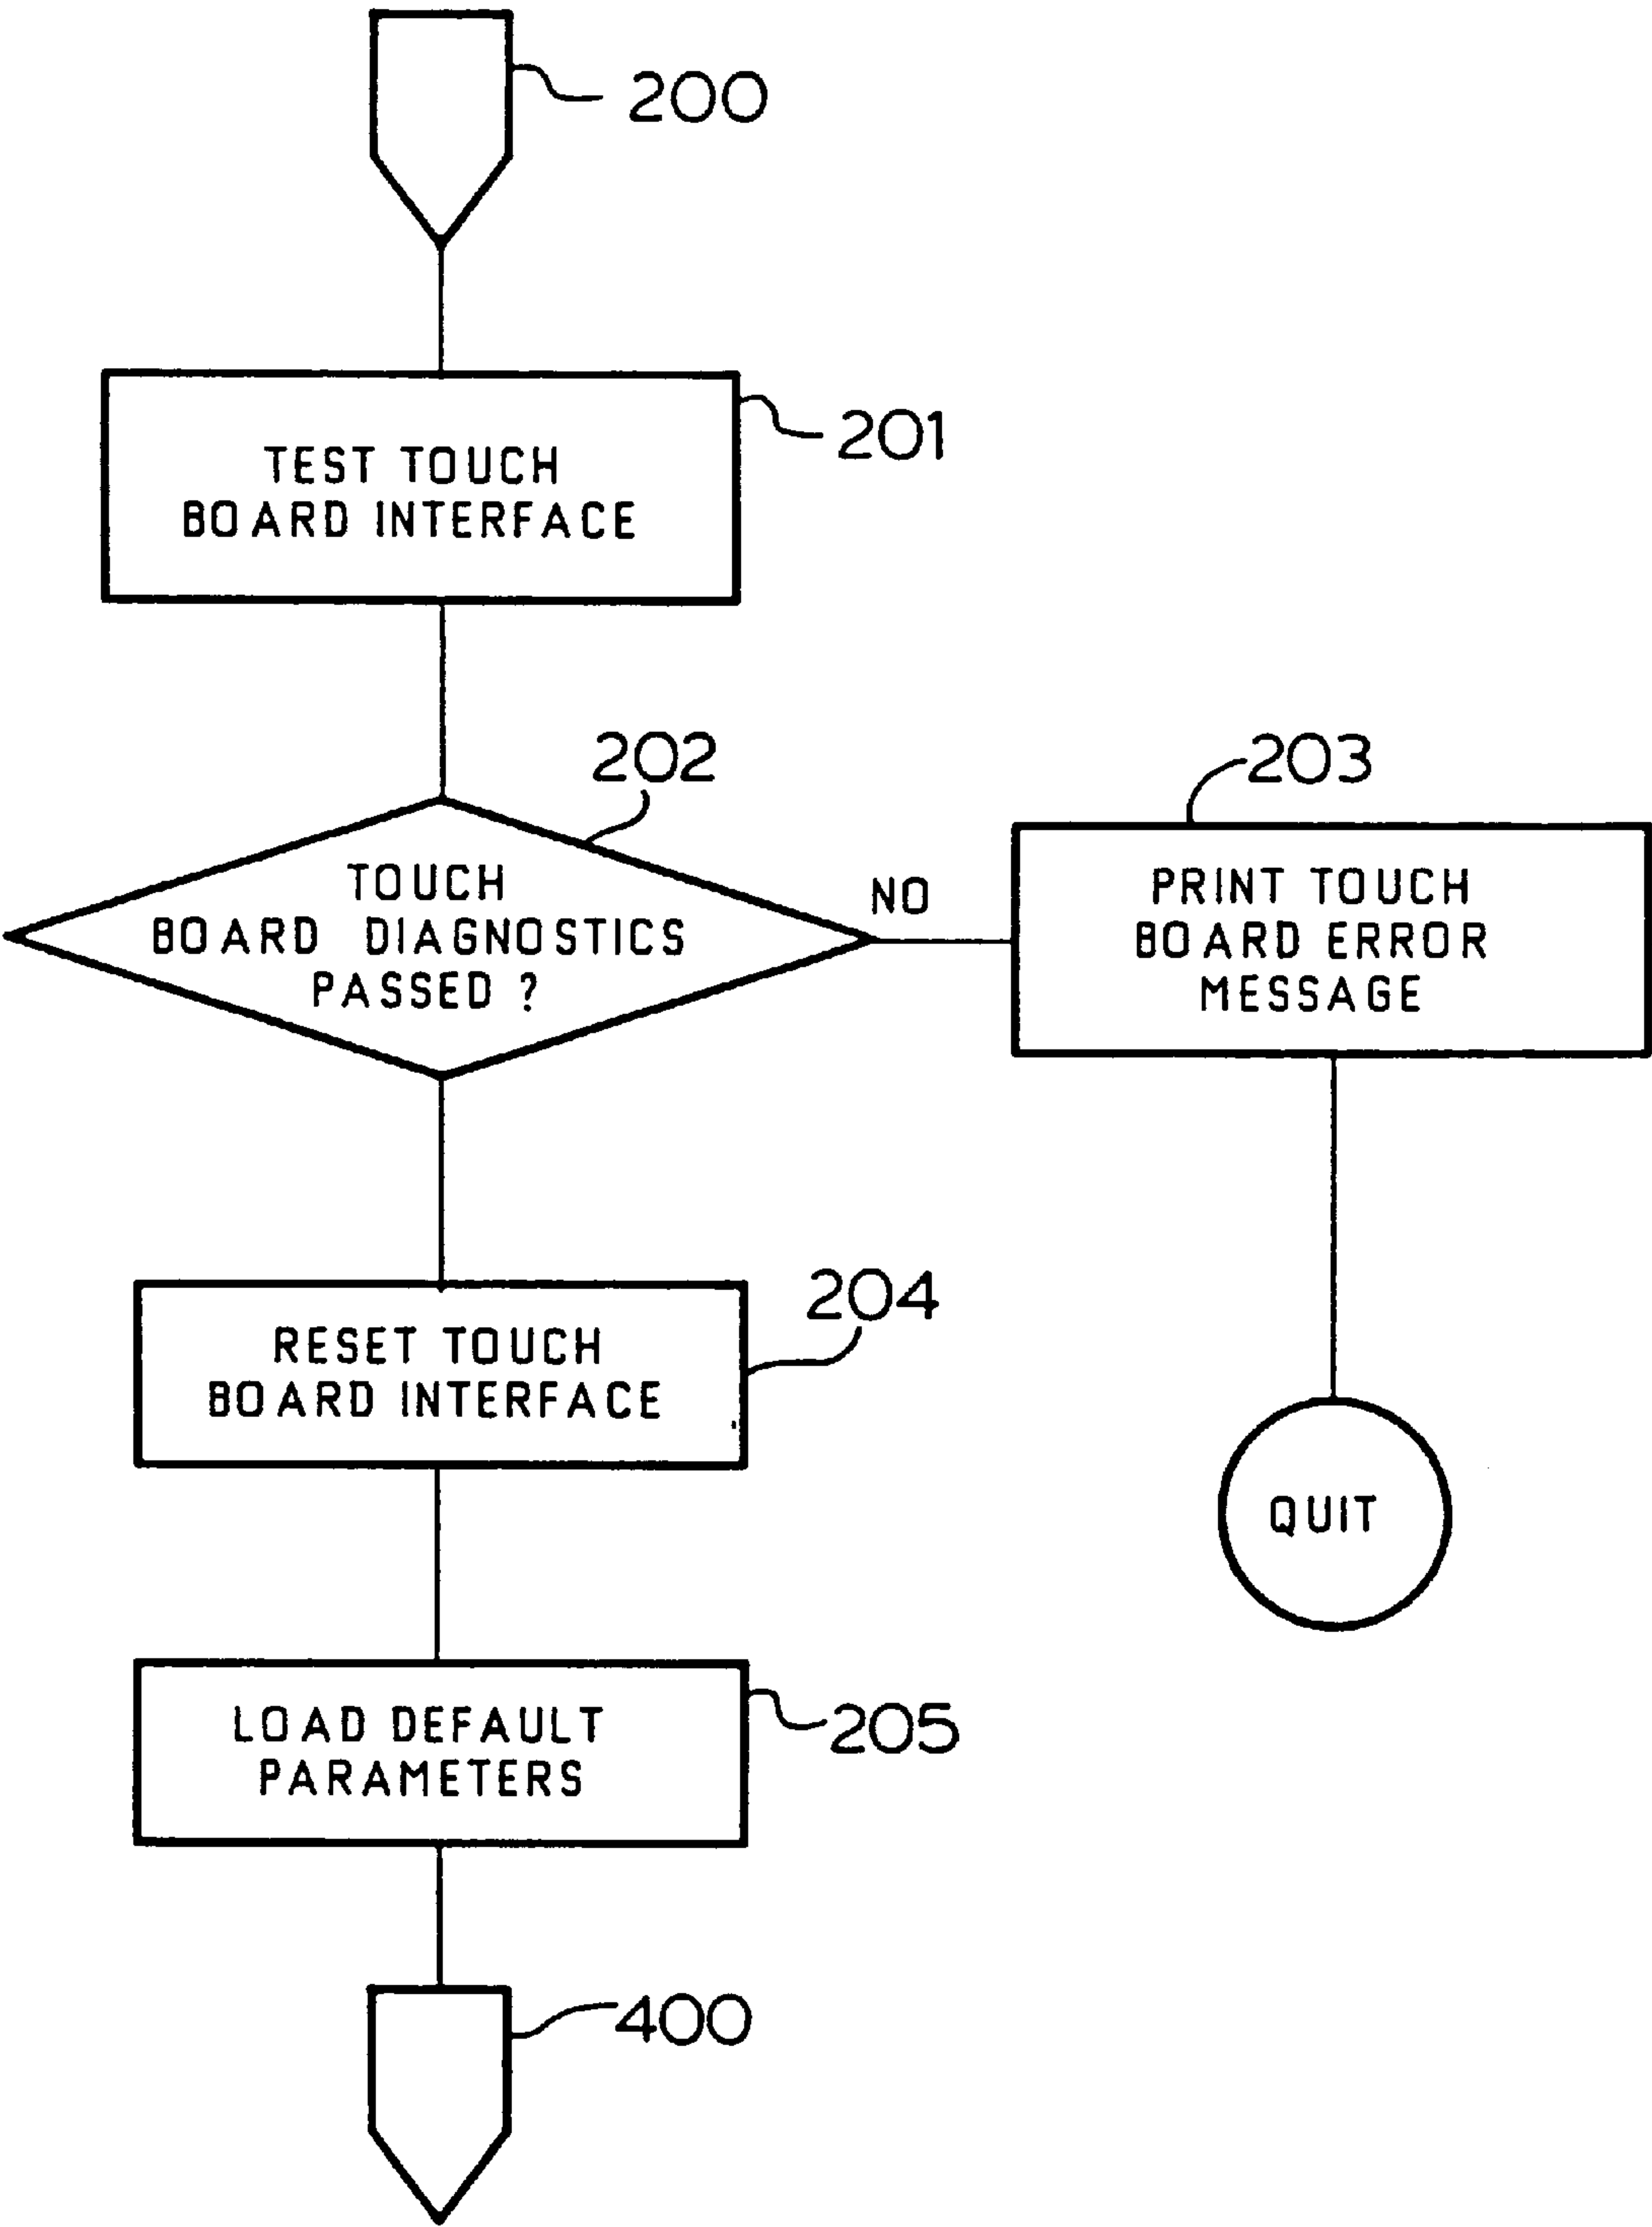 200
TEST TOUCH
BOARD INTERFACE
201
202
TOUCH
BOARD DIAGNOSTICS
PASSED ?
NO
203
PRINT TOUCH
BOARD ERROR
MESSAGE
204
RESET TOUCH
BOARD INTERFACE
QUIT
LOAD DEFAULT
PARAMETERS
205
400